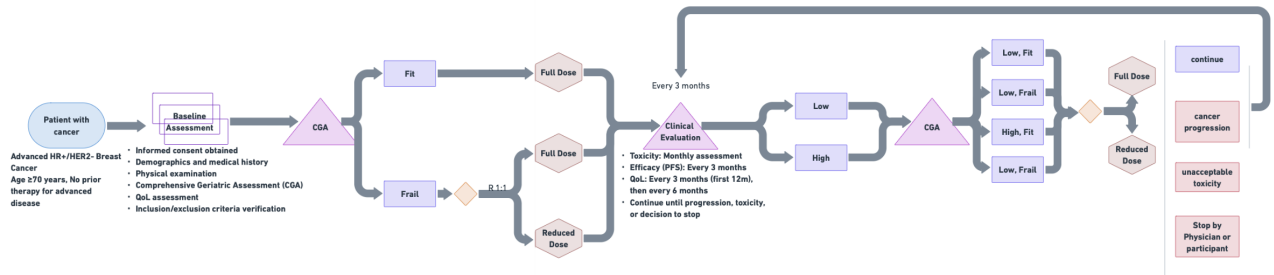 Patient with
cancer
Advanced HR+/HER2- Breast
Cancer
Age ≥70 years, No prior
therapy for advanced
disease
Baseline
Assessment
• Informed consent obtained
• Demographics and medical history
• Physical examination
• Comprehensive Geriatric Assessment (CGA)
• QoL assessment
• Inclusion/exclusion criteria verification
CGA
Fit
Frail
R 1:1
Full Dose
Full Dose
Reduced
Dose
Every 3 months
Clinical
Evaluation
• Toxicity: Monthly assessment
• Efficacy (PFS): Every 3 months
• QoL: Every 3 months (first 12m),
then every 6 months
• Continue until progression, toxicity,
or decision to stop
Low
High
CGA
Low, Fit
Low, Frail
High, Fit
Low, Frail
Full Dose
Reduced
Dose
continue
cancer
progression
unacceptable
toxicity
Stop by
Physician or
participant